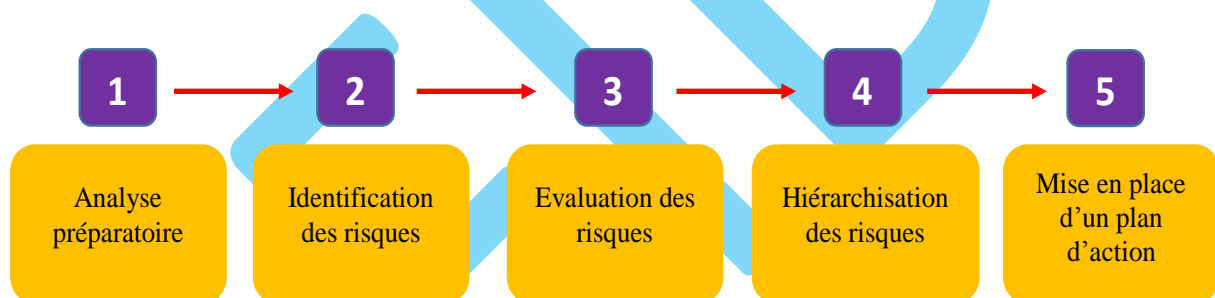 1
2
3
4
5
Analyse
préparatoire
Identification
des risques
Evaluation des
risques
Hiérarchisation
des risques
Mise en place
d’un plan
d’action